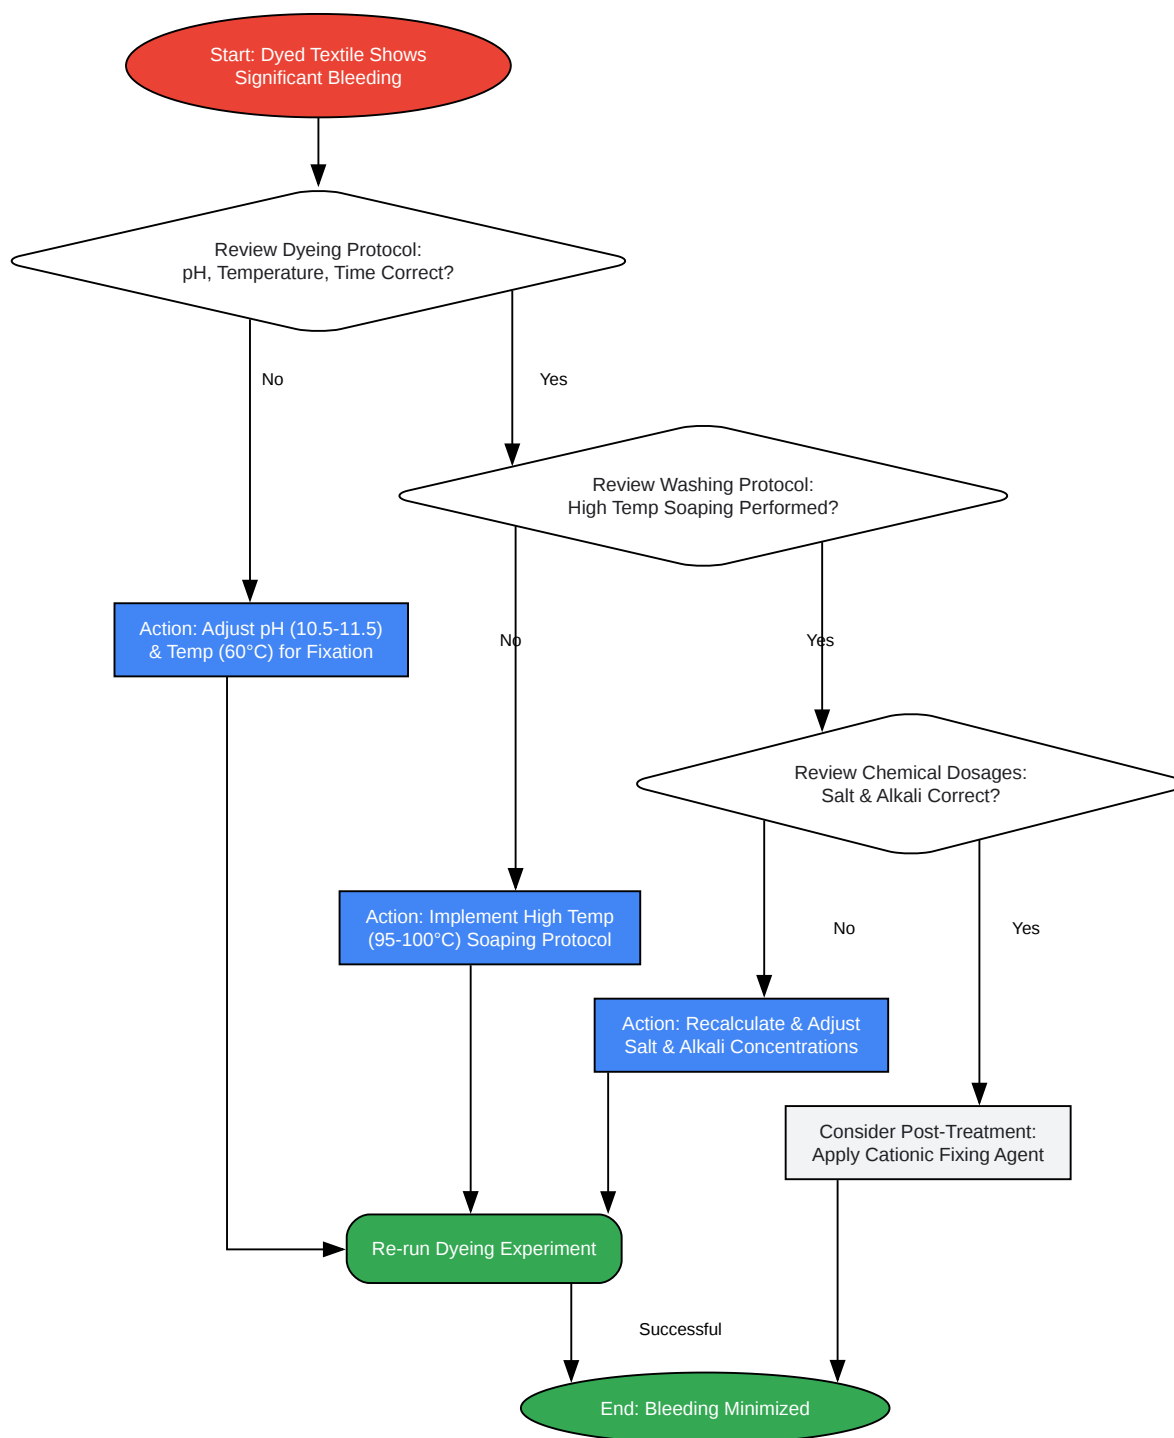 Start: Dyed Textile Shows
Significant Bleeding
Review Dyeing Protocol:
pH, Temperature, Time Correct?
No
Yes
Review Washing Protocol:
High Temp Soaping Performed?
Action: Adjust pH (10.5-11.5)
& Temp (60°C) for Fixation
No
Yes
Review Chemical Dosages:
Salt & Alkali Correct?
Action: Implement High Temp
(95-100°C) Soaping Protocol
No
Yes
Action: Recalculate & Adjust
Salt & Alkali Concentrations
Consider Post-Treatment:
Apply Cationic Fixing Agent
Re-run Dyeing Experiment
Successful
End: Bleeding Minimized